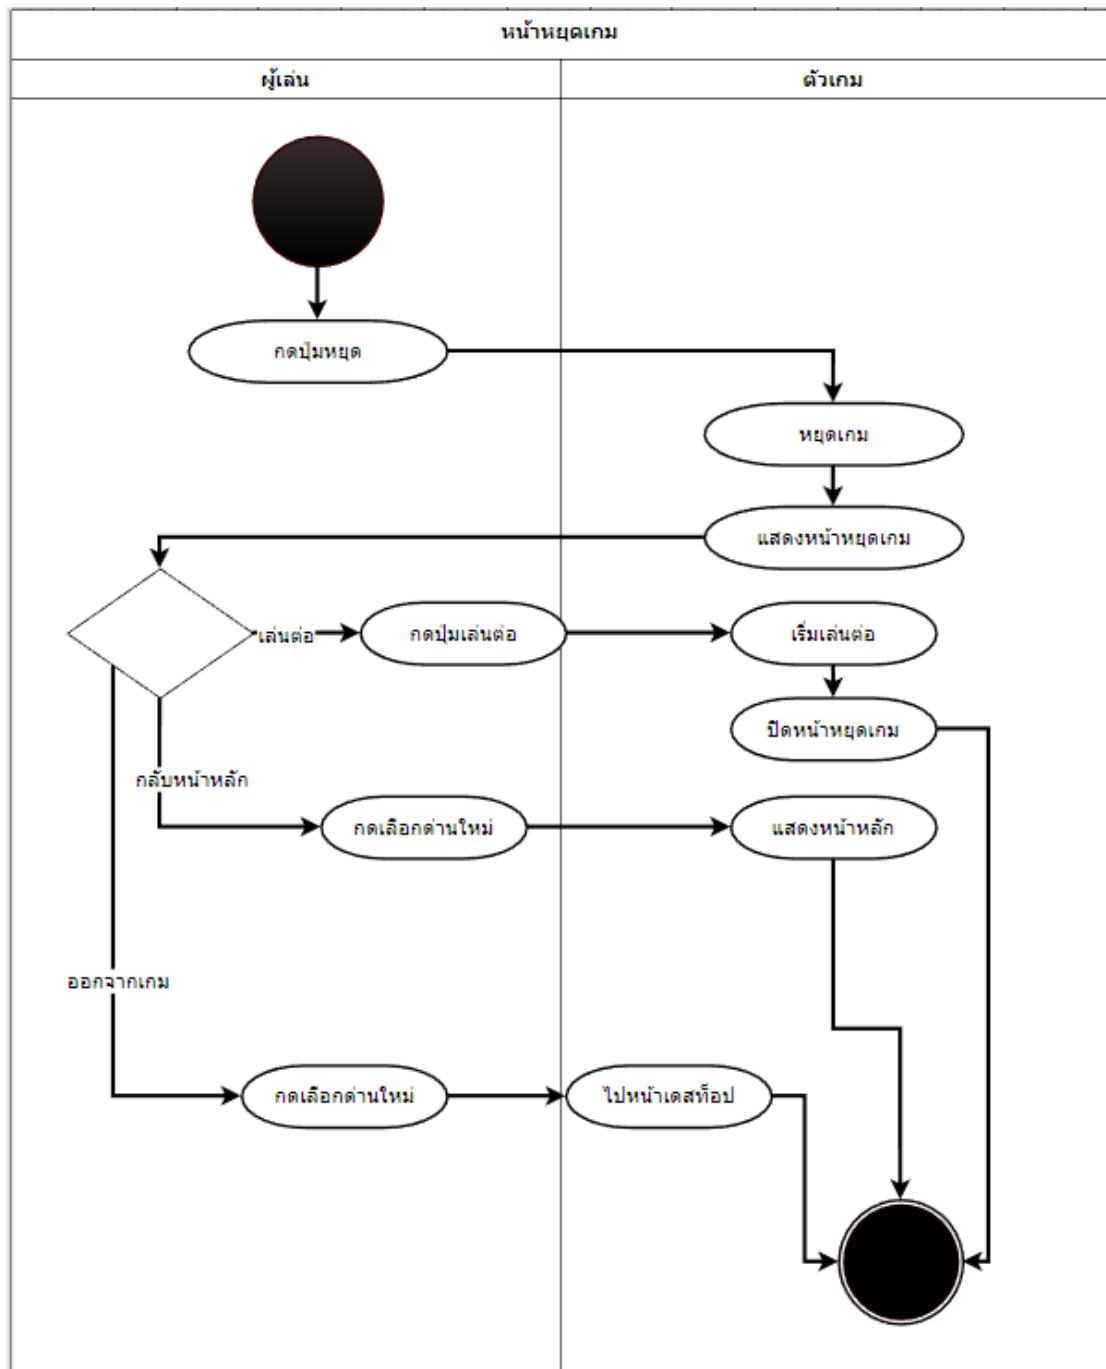 หน้าหยุดเกม
ผู้เล่น
ตัวเกม
กดปุ่มหยุด
หยุดเกม
แสดงหน้าหยุดเกม
เล่นต่อ
กดปุ่มเล่นต่อ
เริ่มเล่นต่อ
ปิดหน้าหยุดเกม
กลับหน้าหลัก
กดเลือกด่านใหม่
แสดงหน้าหลัก
ออกจากเกม
กดเลือกด่านใหม่
ไปหน้าเดสท็อป